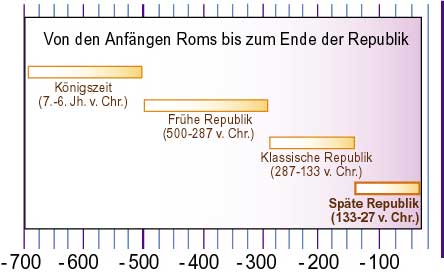 Von den Anfängen Roms bis zum Ende der Republik
Königszeit
(7.-6. Jh. v. Chr.)
Frühe Republik
(500-287 v. Chr.)
Klassische Republik
(287-133 v. Chr.)
Späte Republik
(133-27 v. Chr.)
-700 -600 -500 -400 -300 -200 -100